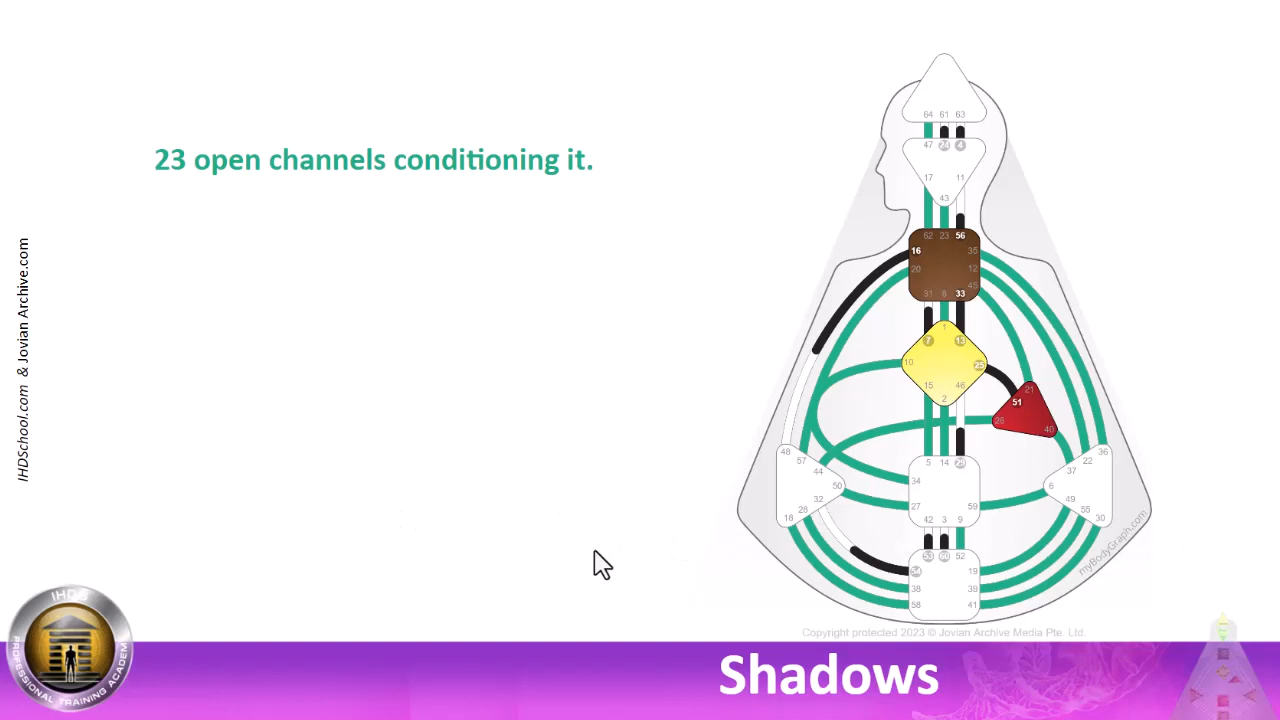 23 open channels conditioning it.
IHDSchool.com & Jovian Archive.com
64 61 63
47 24 4
17 11
43
62 23 56
16 35
20 12
45
31 8 33
1
7 13
10 25
15 46
2
21
51
26 40
48 36
57 22
44 37
5 14 29
34
50 6
32 49
27 59
28 55
18 30
42 3 9
53 60 52
54 19
38 39
58 41
myBodyGraph.com
Copyright protected 2023 © Jovian Archive Media Pte. Ltd.
IHDS
PROFESSIONAL TRAINING ACADEMY
Shadows